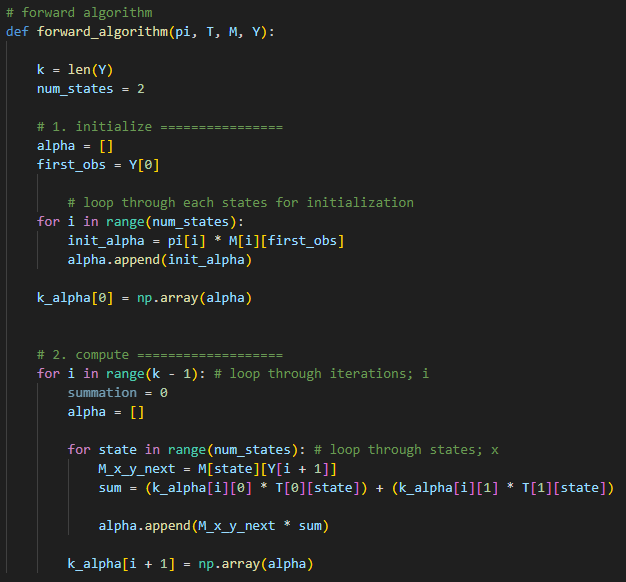 # forward algorithm
def forward_algorithm(pi, T, M, Y):
k = len(Y)
num_states = 2
# 1. initialize ================
alpha = []
first_obs = Y[0]
# loop through each states for initialization
for i in range(num_states):
init_alpha = pi[i] * M[i][first_obs]
alpha.append(init_alpha)
k_alpha[0] = np.array(alpha)
# 2. compute ===================
for i in range(k - 1): # loop through iterations; i
summation = 0
alpha = []
for state in range(num_states): # loop through states; x
M_x_y_next = M[state][Y[i + 1]]
sum = (k_alpha[i][0] * T[0][state]) + (k_alpha[i][1] * T[1][state])
alpha.append(M_x_y_next * sum)
k_alpha[i + 1] = np.array(alpha)